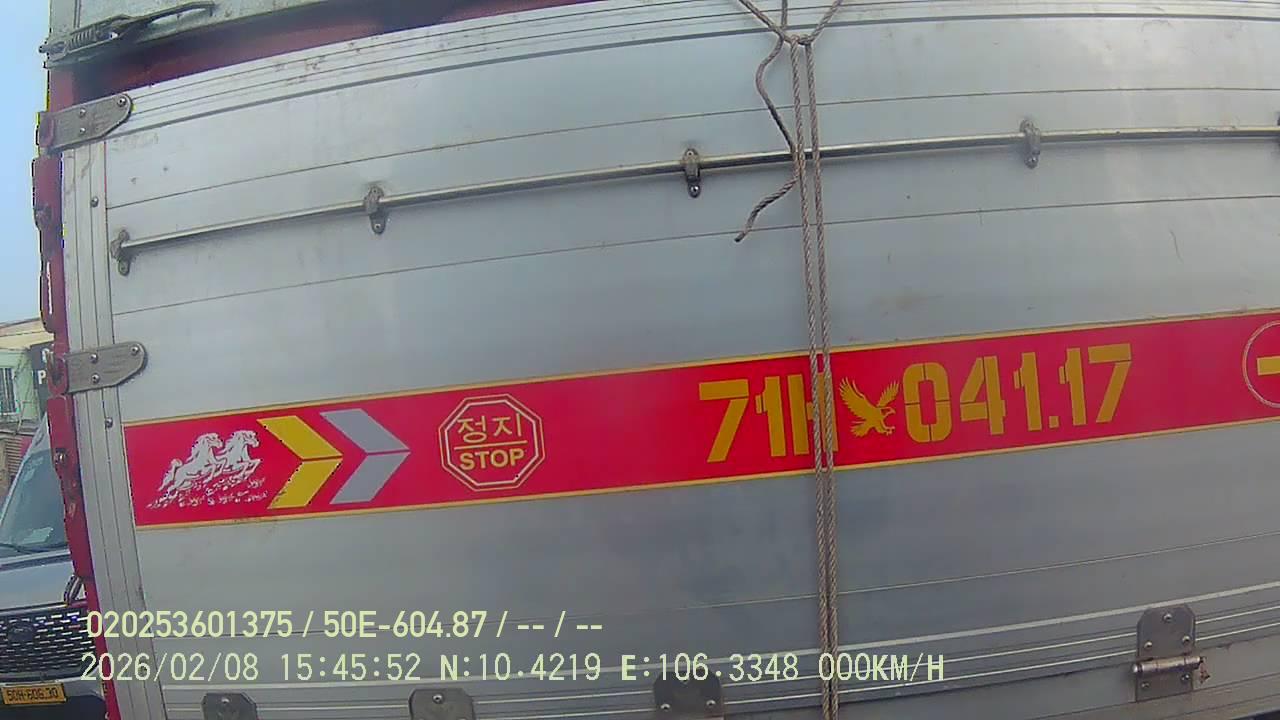 71H 041.17
정지
STOP
020253601375 / 50E-604.87 / -- / --
2026/02/08 15:45:52 N:10.4219 E:106.3348 000KM/H